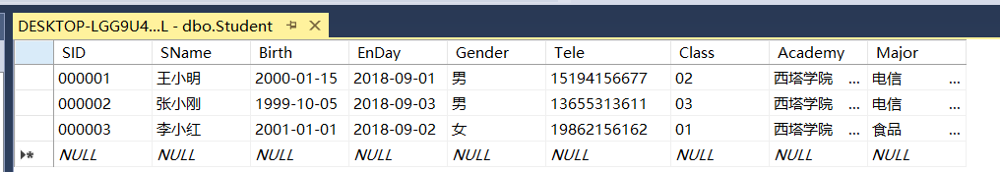 DESKTOP-LGG9U4...L - dbo.Student
SID SName Birth EnDay Gender Tele Class Academy Major
000001 王小明 2000-01-15 2018-09-01 男 15194156677 02 西塔学院 ... 电信 ...
000002 张小刚 1999-10-05 2018-09-03 男 13655313611 03 西塔学院 ... 电信 ...
000003 李小红 2001-01-01 2018-09-02 女 19862156162 01 西塔学院 ... 食品 ...
NULL NULL NULL NULL NULL NULL NULL NULL NULL